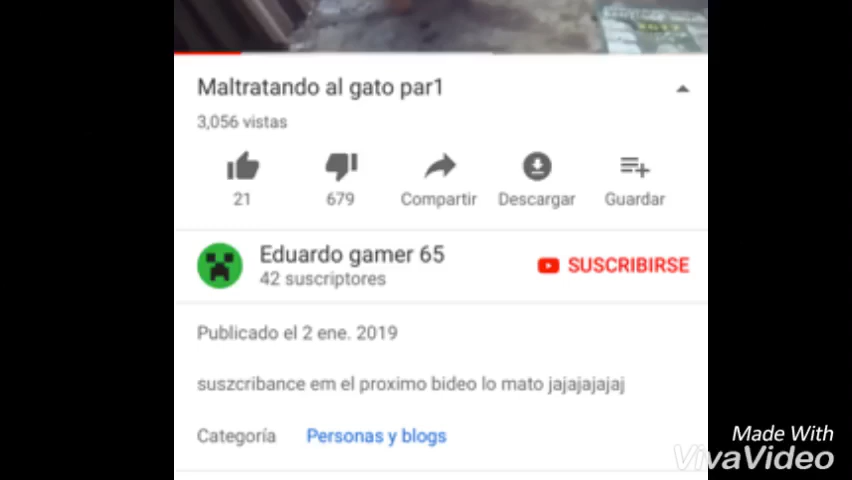 2017
Maltratando al gato par1
3,056 vistas
21
679
Compartir
Descargar
Guardar
Eduardo gamer 65
42 suscriptores
SUSCRIBIRSE
Publicado el 2 ene. 2019
suszcribance em el proximo bideo lo mato jajajajajaj
Categoría
Personas y blogs
Made With
VivaVideo